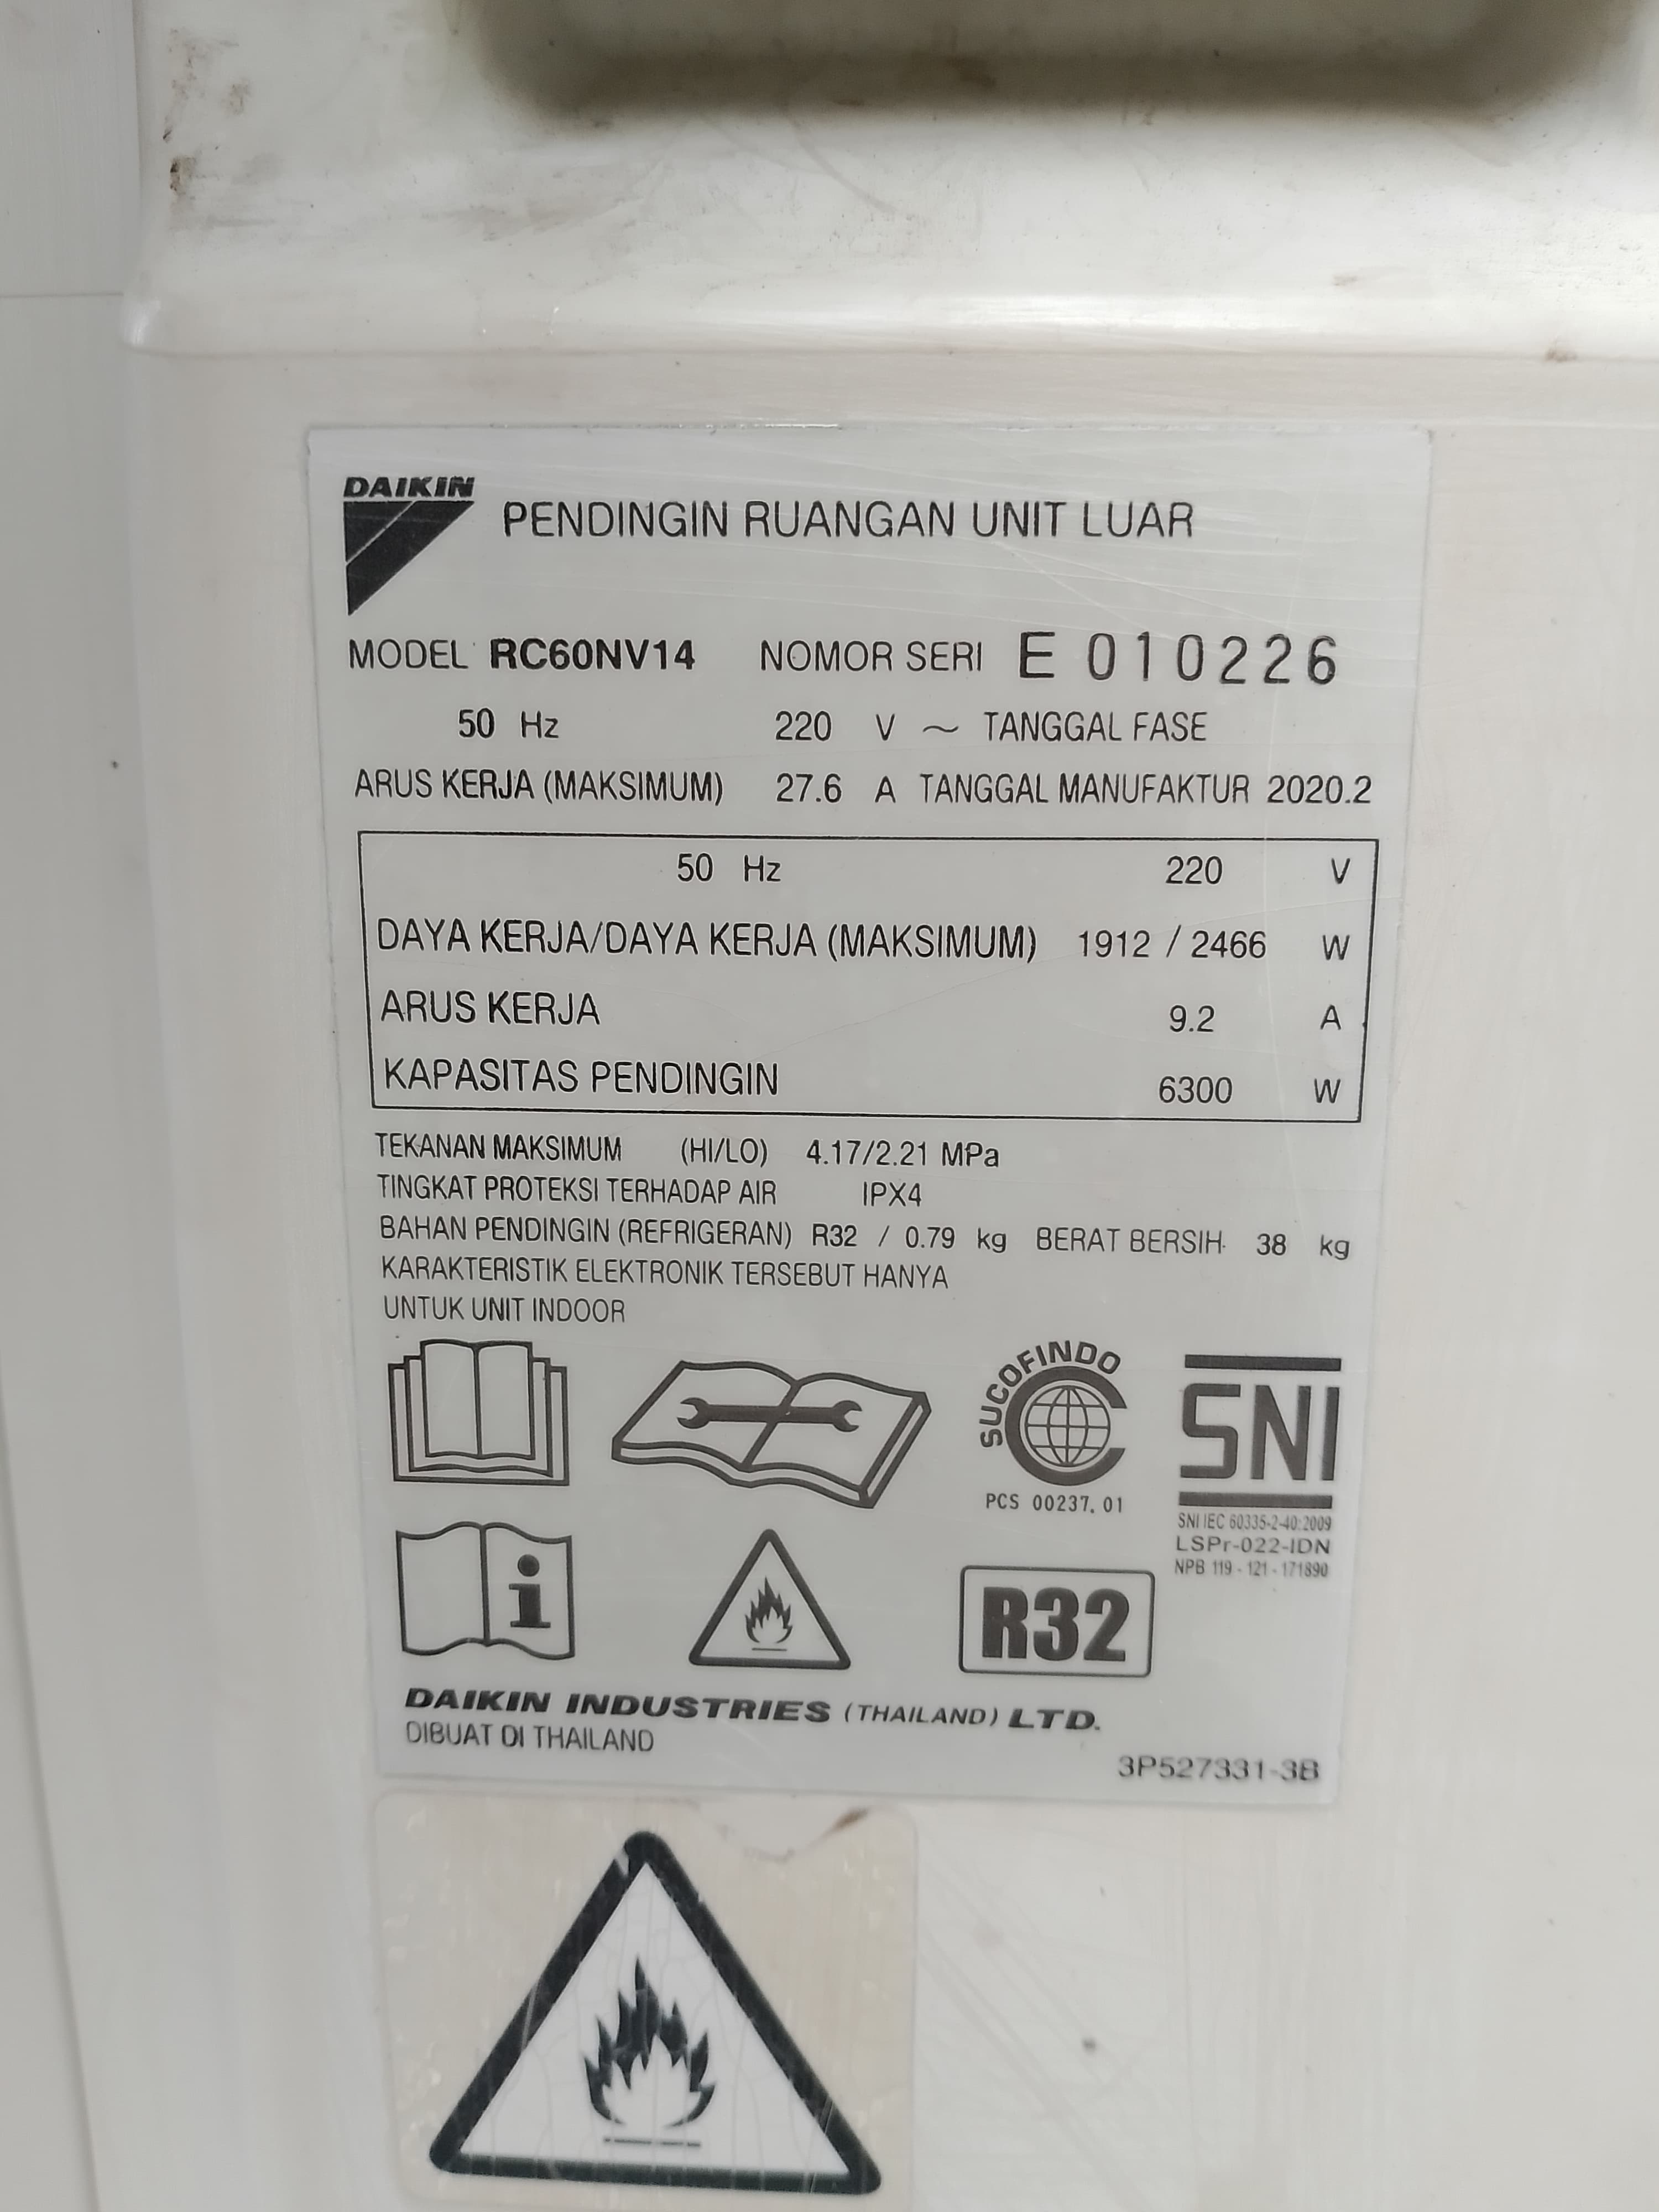 DAIKIN
PENDINGIN RUANGAN UNIT LUAR
MODEL RC60NV14 NOMOR SERI E 010226
50 Hz 220 V ~ TANGGAL FASE
ARUS KERJA (MAKSIMUM) 27.6 A TANGGAL MANUFAKTUR 2020.2
50 Hz 220 V
DAYA KERJA/DAYA KERJA (MAKSIMUM) 1912 / 2466 W
ARUS KERJA 9.2 A
KAPASITAS PENDINGIN 6300 W
TEKANAN MAKSIMUM (HI/LO) 4.17/2.21 MPa
TINGKAT PROTEKSI TERHADAP AIR IPX4
BAHAN PENDINGIN (REFRIGERAN) R32 / 0.79 kg BERAT BERSIH 38 kg
KARAKTERISTIK ELEKTRONIK TERSEBUT HANYA
UNTUK UNIT INDOOR
SUCOFINDO
PCS 00237.01
SNI
SNI IEC 60335-2-40:2009
LSPr-022-IDN
NPB 119 - 121 - 171890
i
R32
DAIKIN INDUSTRIES (THAILAND) LTD.
DIBUAT DI THAILAND
3P527331-3B